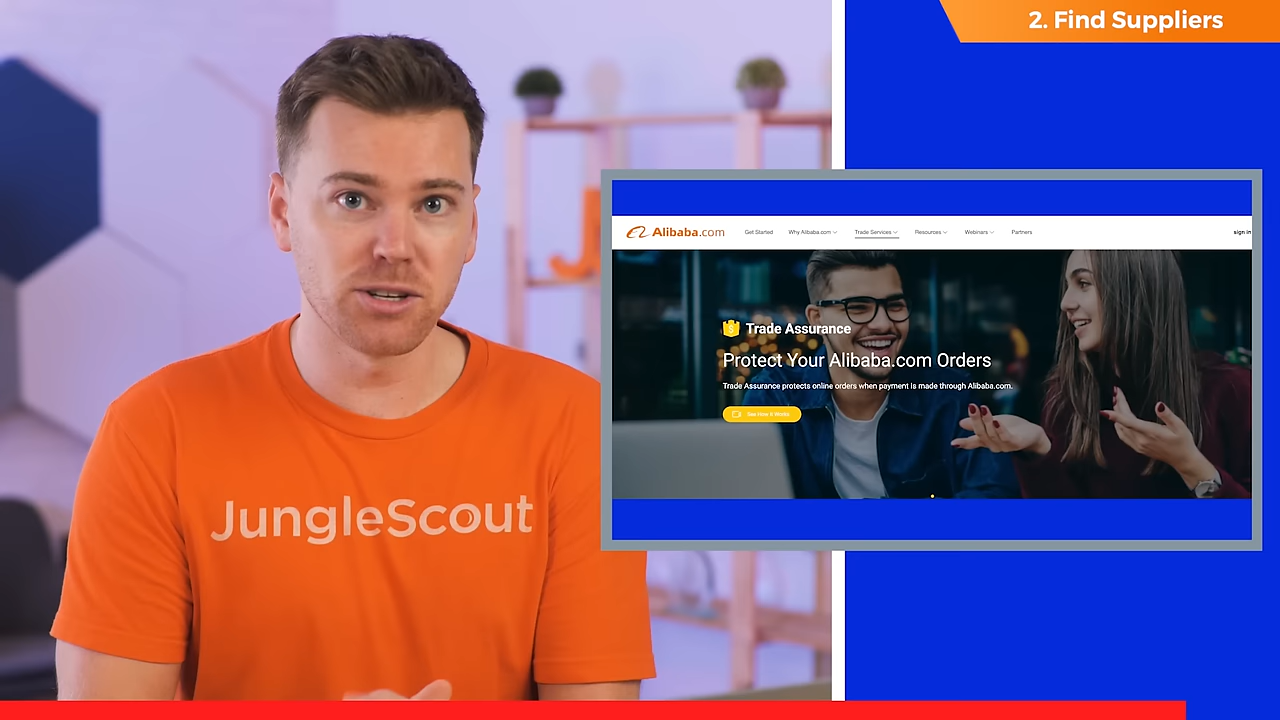 2. Find Suppliers
Alibaba.com
Get Started
Why Alibaba.com
Trade Services
Resources
Webinars
Partners
sign in
Trade Assurance
Protect Your Alibaba.com Orders
Trade Assurance protects online orders when payment is made through Alibaba.com.
See How It Works
JungleScout